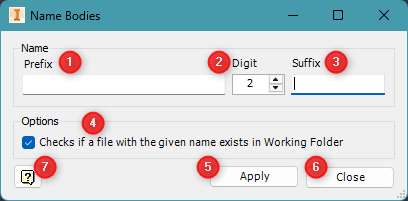 Name Bodies
Name
Prefix 1 2 Digit Suffix 3
2
Options 4
Checks if a file with the given name exists in Working Folder
7 5 6
? Apply Close